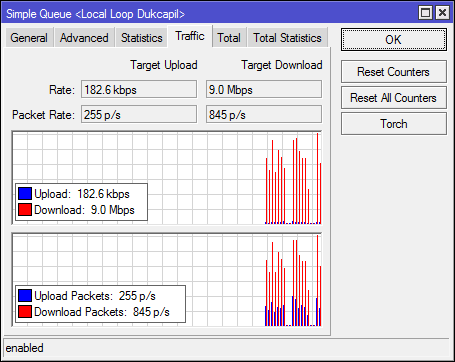 Simple Queue <Local Loop Dukcapil>
General Advanced Statistics Traffic Total Total Statistics
Target Upload Target Download
Rate: 182.6 kbps 9.0 Mbps
Packet Rate: 255 p/s 845 p/s
Upload: 182.6 kbps
Download: 9.0 Mbps
Upload Packets: 255 p/s
Download Packets: 845 p/s
OK
Reset Counters
Reset All Counters
Torch
enabled